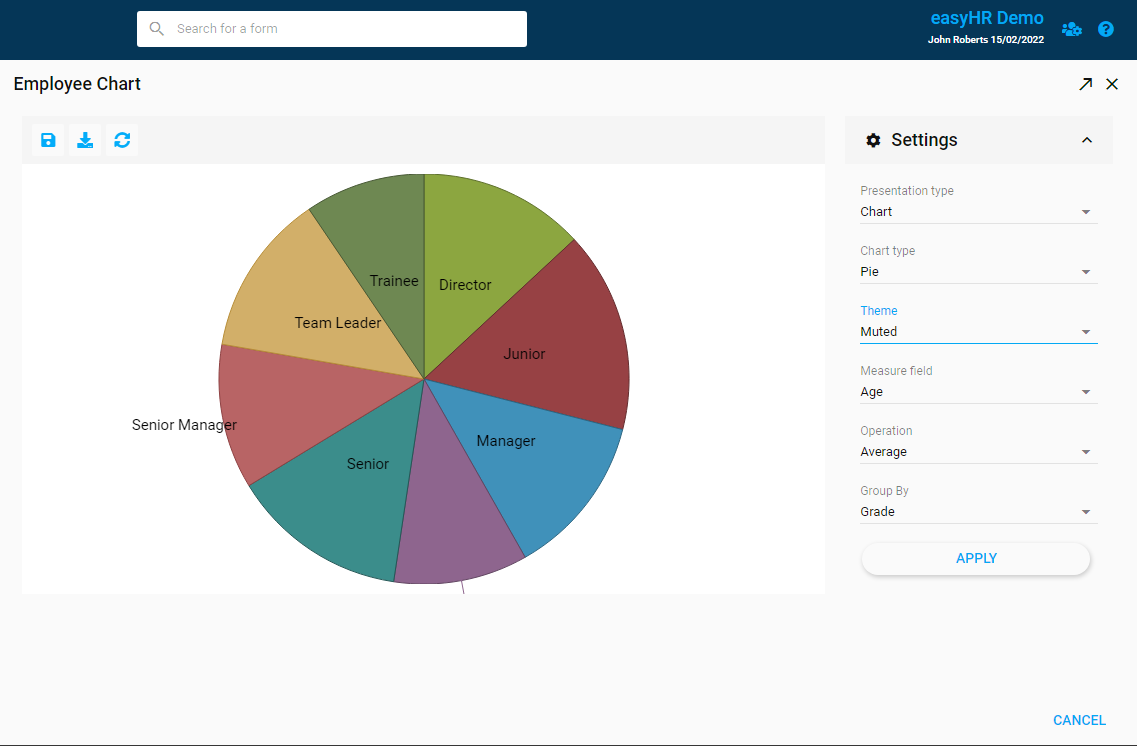 Search for a form
easyHR Demo
John Roberts 15/02/2022
Employee Chart
Trainee
Director
Team Leader
Junior
Senior Manager
Manager
Senior
Settings
Presentation type
Chart
Chart type
Pie
Theme
Muted
Measure field
Age
Operation
Average
Group By
Grade
APPLY
CANCEL